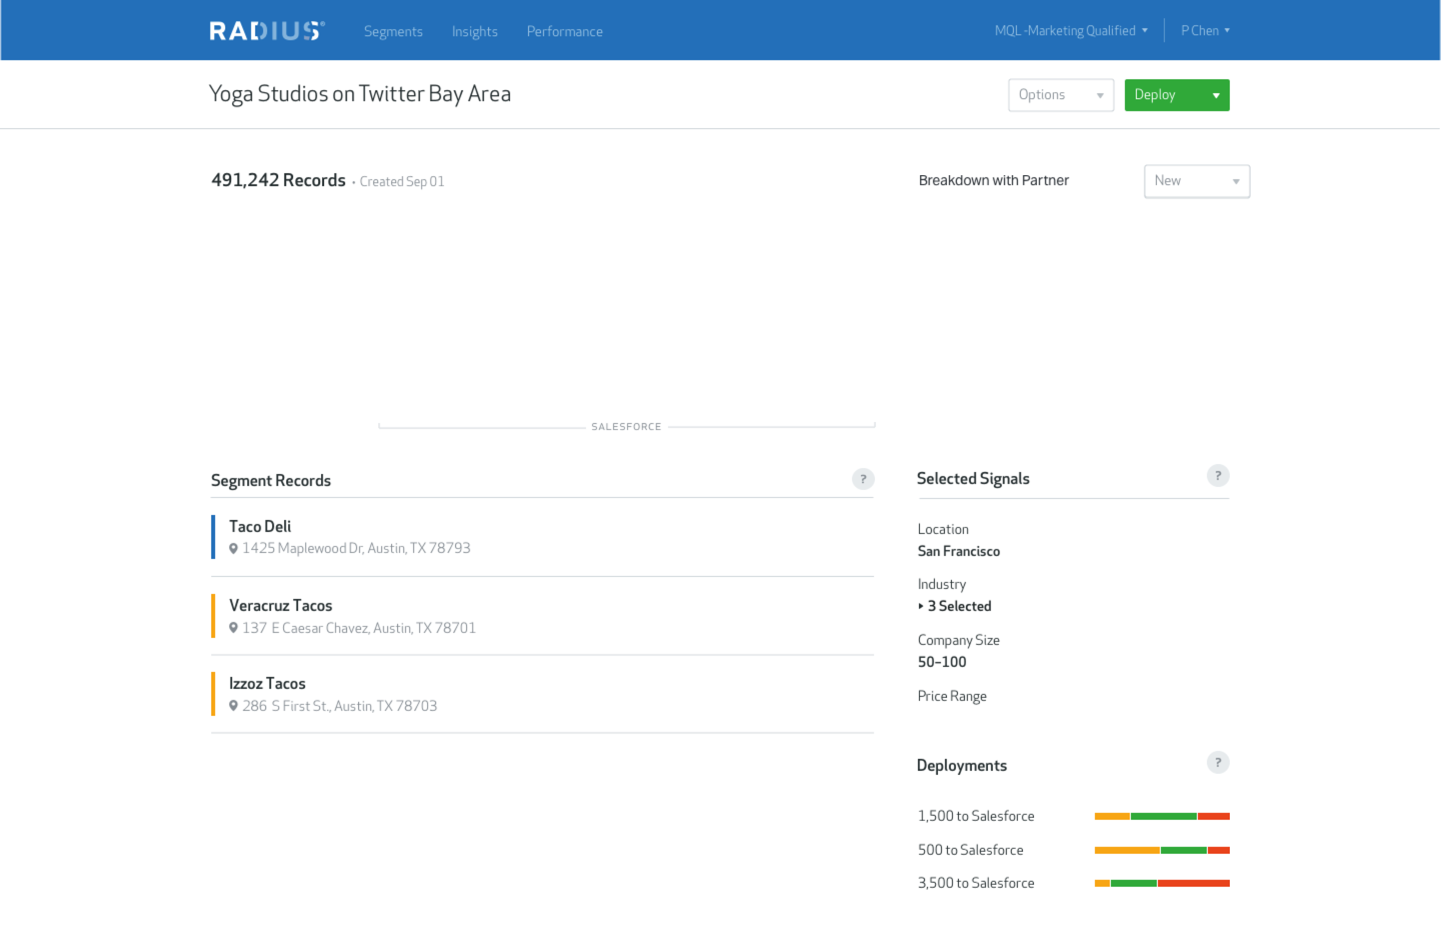 RADIUS®
Segments Insights Performance
MQL -Marketing Qualified
P Chen
Yoga Studios on Twitter Bay Area
Options
Deploy
491,242 Records • Created Sep 01
Breakdown with Partner
New
SALESFORCE
Segment Records
?
Taco Deli
1425 Maplewood Dr, Austin, TX 78793
Veracruz Tacos
137 E Caesar Chavez, Austin, TX 78701
Izzoz Tacos
286 S First St., Austin, TX 78703
Selected Signals
?
Location
San Francisco
Industry
3 Selected
Company Size
50–100
Price Range
Deployments
?
1,500 to Salesforce
500 to Salesforce
3,500 to Salesforce